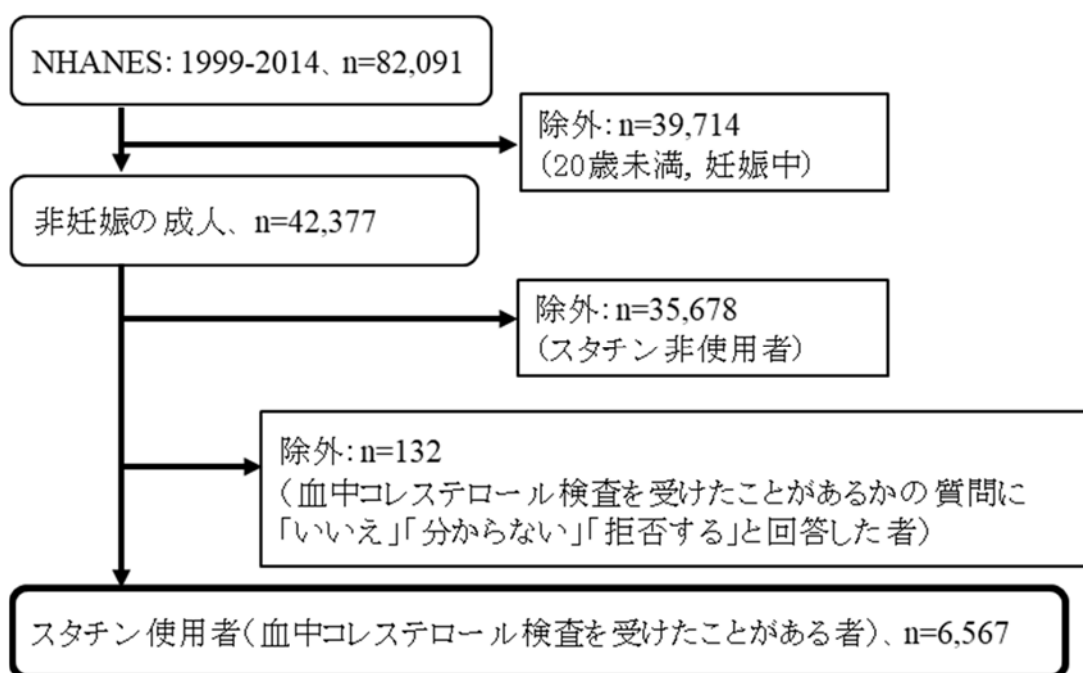 NHANES: 1999-2014、n=82,091
除外: n=39,714
(20歳未満, 妊娠中)
非妊娠の成人、n=42,377
除外: n=35,678
(スタチン非使用者)
除外: n=132
(血中コレステロール検査を受けたことがあるかの質問に
「いいえ」「分からない」「拒否する」と回答した者)
スタチン使用者(血中コレステロール検査を受けたことがある者)、n=6,567